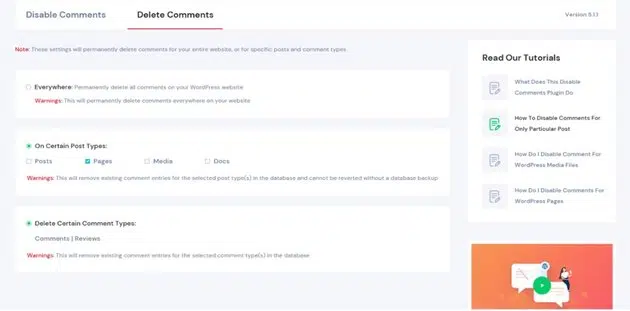 Disable Comments
Delete Comments
Version 5.1.1
Note: These settings will permanently delete comments for your entire website, or for specific posts and comment types.
Everywhere: Permanently delete all comments on your WordPress website
Warnings: This will permanently delete comments everywhere on your website
On Certain Post Types:
Posts Pages Media Docs
Warnings: This will remove existing comment entries for the selected post type(s) in the database and cannot be reverted without a database backup
Delete Certain Comment Types:
Comments | Reviews
Warnings: This will remove existing comment entries for the selected comment type(s) in the database
Read Our Tutorials
What Does This Disable
Comments Plugin Do
How To Disable Comments For
Only Particular Post
How Do I Disable Comment For
WordPress Media Files
How Do I Disable Comments For
WordPress Pages